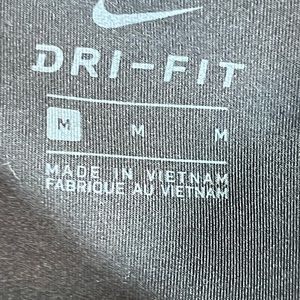 DRI-FIT
M M M
MADE IN VIETNAM
FABRIQUE AU VIETNAM